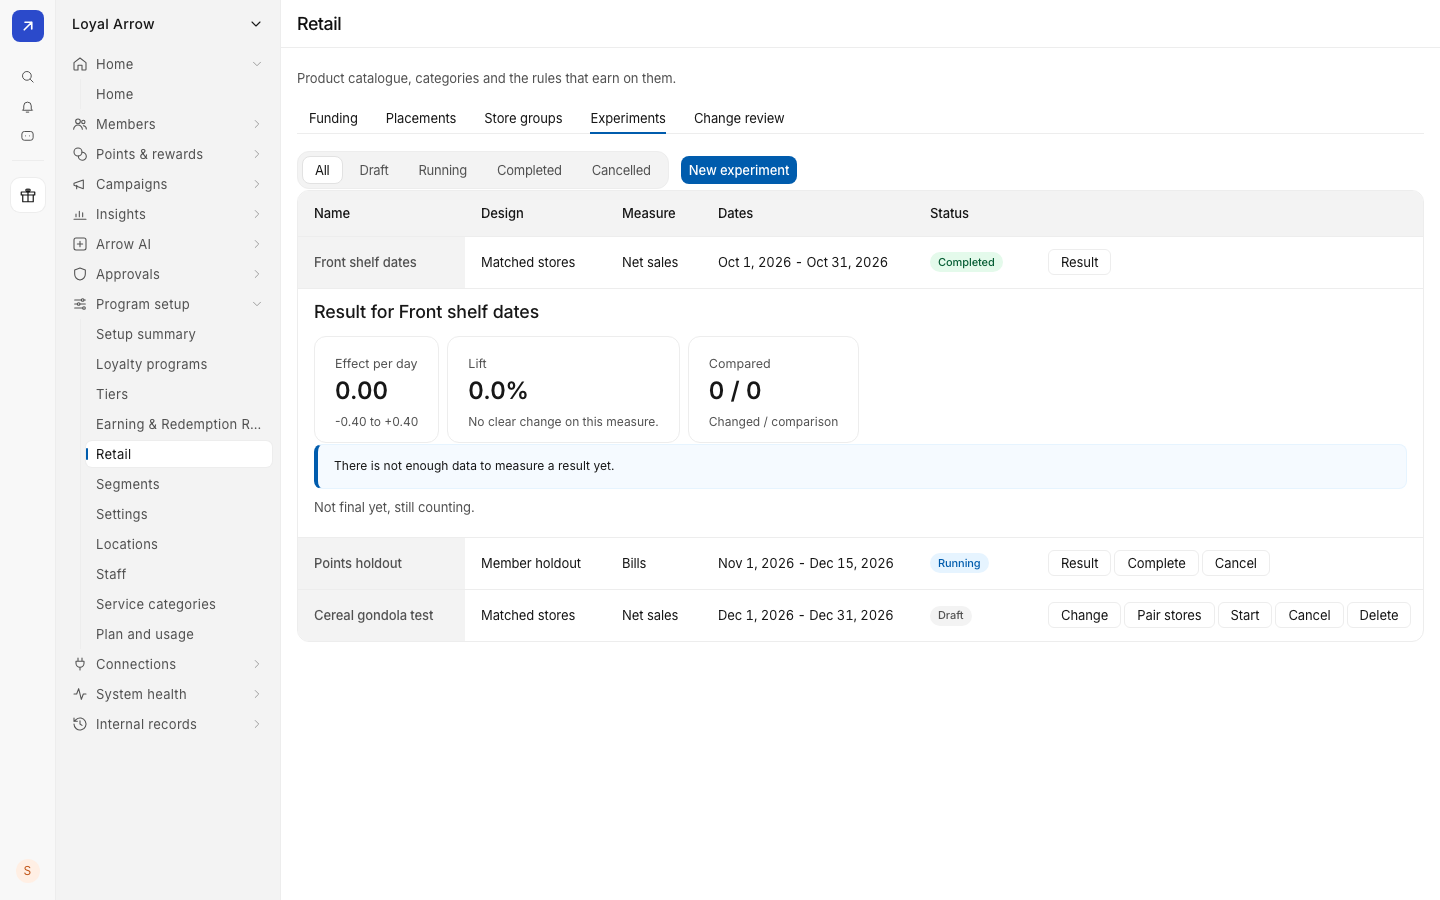 Loyal Arrow
Home
Home
Members
Points & rewards
Campaigns
Insights
Arrow AI
Approvals
Program setup
Setup summary
Loyalty programs
Tiers
Earning & Redemption R...
Retail
Segments
Settings
Locations
Staff
Service categories
Plan and usage
Connections
System health
Internal records
S
Retail
Product catalogue, categories and the rules that earn on them.
Funding Placements Store groups Experiments Change review
All Draft Running Completed Cancelled New experiment
Name Design Measure Dates Status
Front shelf dates Matched stores Net sales Oct 1, 2026 - Oct 31, 2026 Completed Result
Result for Front shelf dates
Effect per day Lift Compared
0.00 0.0% 0 / 0
-0.40 to +0.40 No clear change on this measure. Changed / comparison
There is not enough data to measure a result yet.
Not final yet, still counting.
Points holdout Member holdout Bills Nov 1, 2026 - Dec 15, 2026 Running Result Complete Cancel
Cereal gondola test Matched stores Net sales Dec 1, 2026 - Dec 31, 2026 Draft Change Pair stores Start Cancel Delete